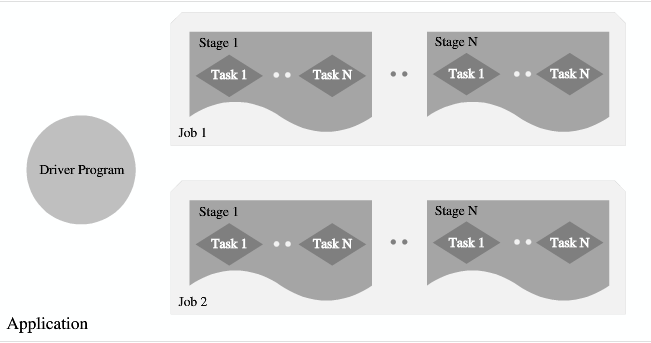 Stage 1
Task 1
Task N
Stage N
Task 1
Task N
Job 1
Driver Program
Stage 1
Task 1
Task N
Stage N
Task 1
Task N
Job 2
Application